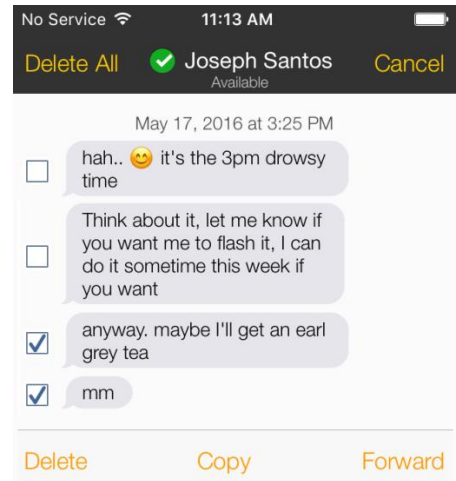 No Service 11:13 AM
Delete All Joseph Santos Cancel
Available
May 17, 2016 at 3:25 PM
hah.. 😊 it's the 3pm drowsy
time
Think about it, let me know if
you want me to flash it, I can
do it sometime this week if
you want
anyway. maybe I'll get an earl
grey tea
mm
Delete Copy Forward